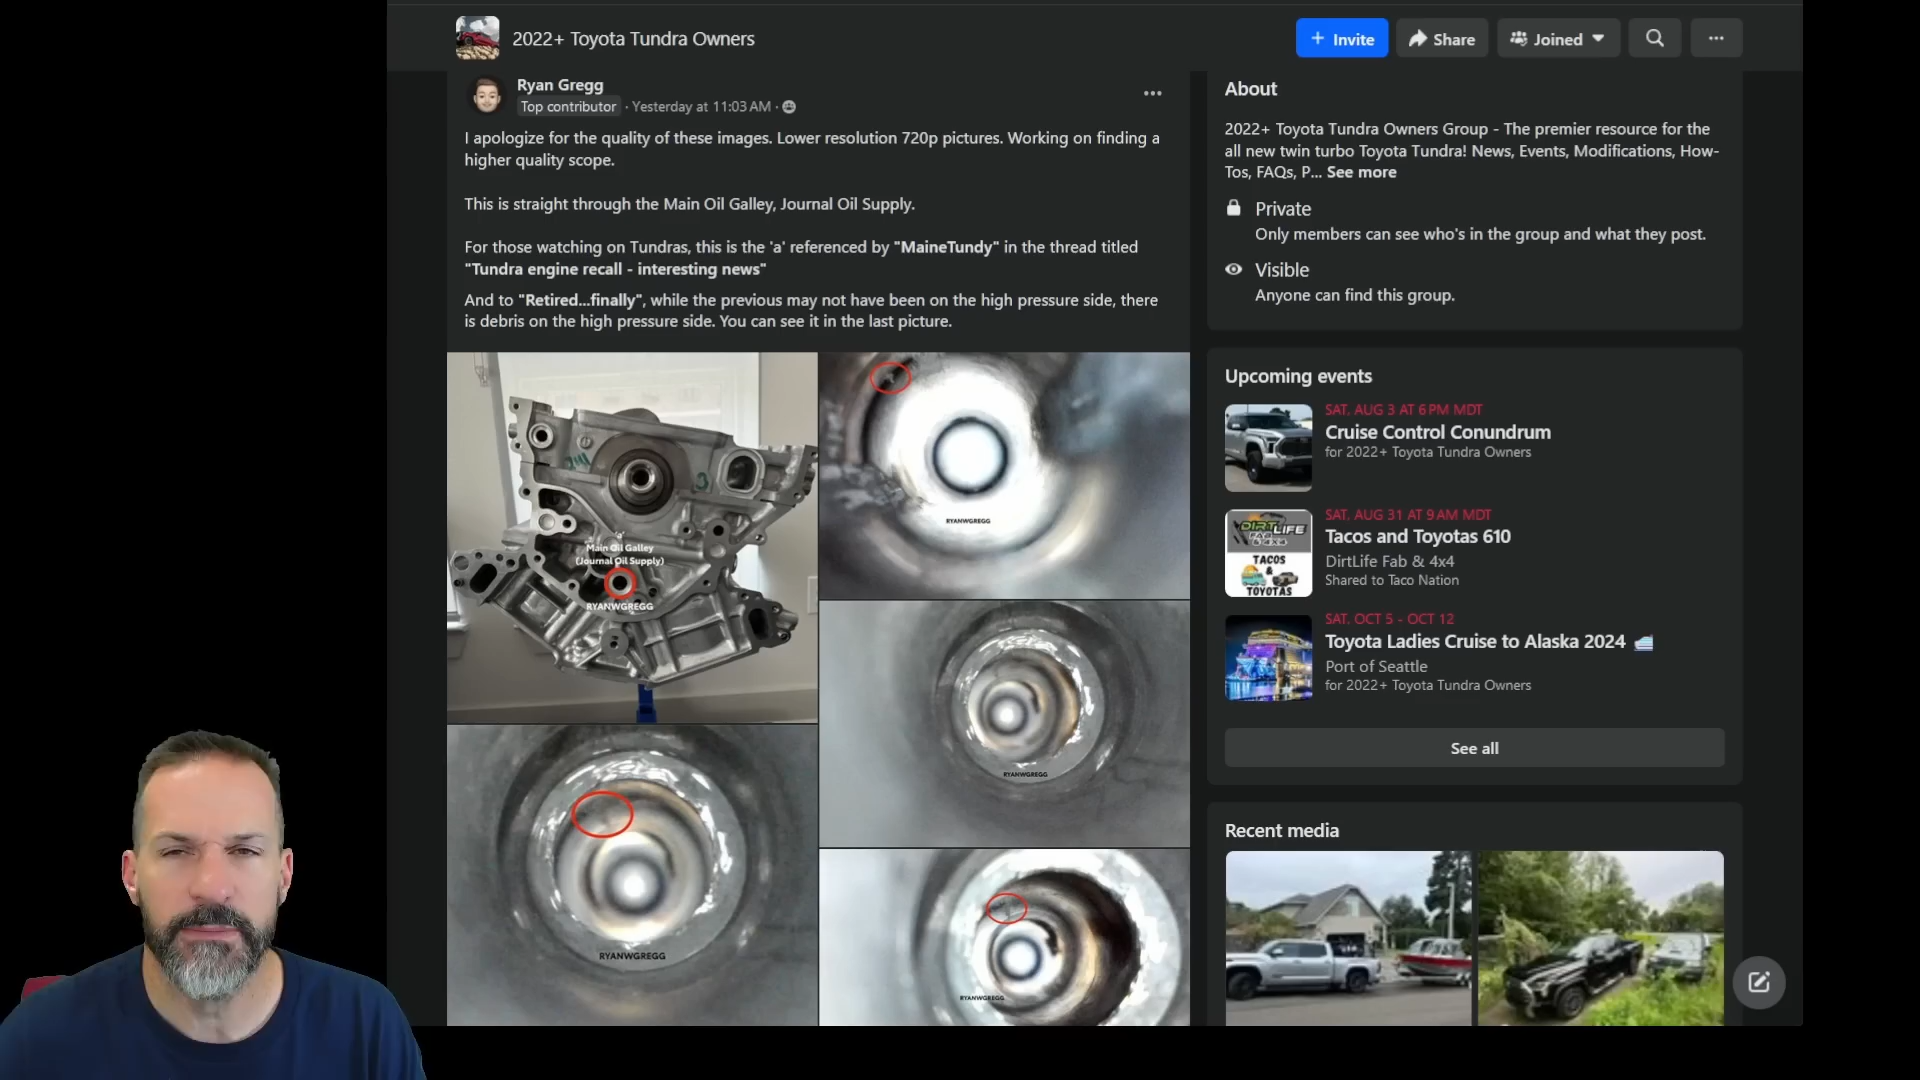 2022+ Toyota Tundra Owners
Invite
Share
Joined
Ryan Gregg
Top contributor · Yesterday at 11:03 AM ·
I apologize for the quality of these images. Lower resolution 720p pictures. Working on finding a
higher quality scope.
This is straight through the Main Oil Galley, Journal Oil Supply.
For those watching on Tundras, this is the 'a' referenced by "MaineTundy" in the thread titled
"Tundra engine recall - interesting news"
And to "Retired...finally", while the previous may not have been on the high pressure side, there
is debris on the high pressure side. You can see it in the last picture.
'a'
Main Oil Galley
(Journal Oil Supply)
RYANWGREGG
RYANWGREGG
RYANWGREGG
RYANWGREGG
RYANWGREGG
About
2022+ Toyota Tundra Owners Group - The premier resource for the
all new twin turbo Toyota Tundra! News, Events, Modifications, How-
Tos, FAQs, P... See more
Private
Only members can see who's in the group and what they post.
Visible
Anyone can find this group.
Upcoming events
SAT, AUG 3 AT 6 PM MDT
Cruise Control Conundrum
for 2022+ Toyota Tundra Owners
DIRTLIFE
TACOS
&
TOYOTAS
SAT, AUG 31 AT 9 AM MDT
Tacos and Toyotas 610
DirtLife Fab & 4x4
Shared to Taco Nation
SAT, OCT 5 - OCT 12
Toyota Ladies Cruise to Alaska 2024
Port of Seattle
for 2022+ Toyota Tundra Owners
See all
Recent media